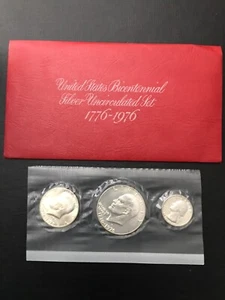 United States Bicentennial
Silver Uncirculated Set
1776-1976